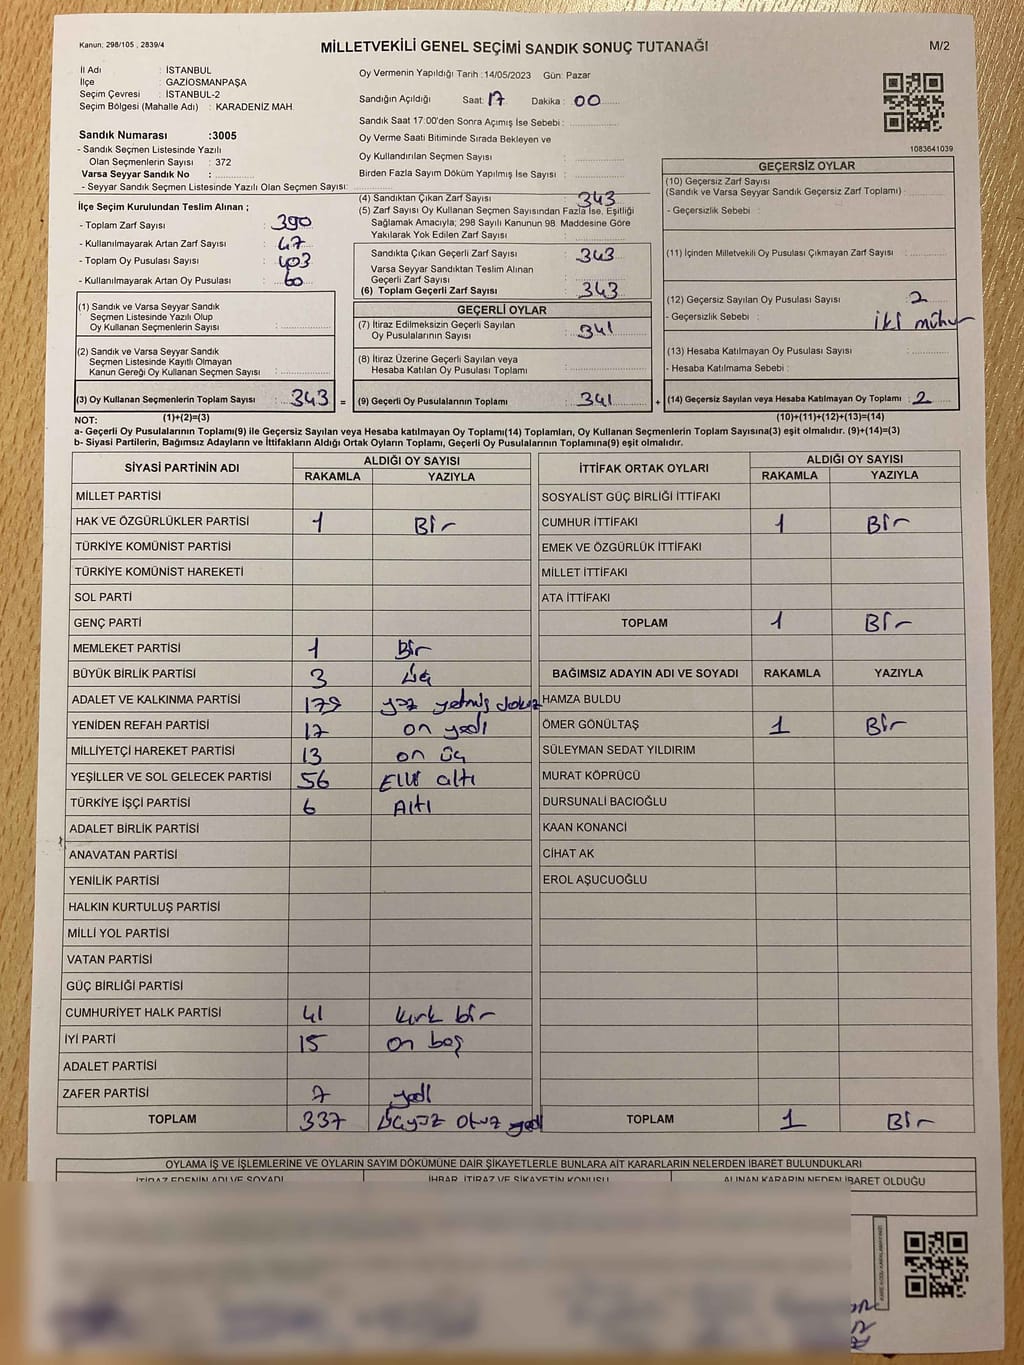 Kanun: 298/105 , 2839/4
MİLLETVEKİLİ GENEL SEÇİMİ SANDIK SONUÇ TUTANAĞI
M/2
İl Adı : İSTANBUL
İlçe : GAZİOSMANPAŞA
Seçim Çevresi : İSTANBUL-2
Seçim Bölgesi (Mahalle Adı) : KARADENİZ MAH.
Sandık Numarası :3005
- Sandık Seçmen Listesinde Yazılı
Olan Seçmenlerin Sayısı : 372
Varsa Seyyar Sandık No :
- Seyyar Sandık Seçmen Listesinde Yazılı Olan Seçmen Sayısı:
İlçe Seçim Kurulundan Teslim Alınan ;
- Toplam Zarf Sayısı : 390
- Kullanılmayarak Artan Zarf Sayısı : 47
- Toplam Oy Pusulası Sayısı : 403
- Kullanılmayarak Artan Oy Pusulası : 60
(1) Sandık ve Varsa Seyyar Sandık
Seçmen Listesinde Yazılı Olup
Oy Kullanan Seçmenlerin Sayısı :
(2) Sandık ve Varsa Seyyar Sandık
Seçmen Listesinde Kayıtlı Olmayan
Kanun Gereği Oy Kullanan Seçmen Sayısı :
(3) Oy Kullanan Seçmenlerin Toplam Sayısı : 343 =
(1)+(2)=(3)
Oy Vermenin Yapıldığı Tarih :14/05/2023 Gün: Pazar
Sandığın Açıldığı Saat: 17 Dakika : 00
Sandık Saat 17:00'den Sonra Açımış İse Sebebi :
Oy Verme Saati Bitiminde Sırada Bekleyen ve
Oy Kullandırılan Seçmen Sayısı :
Birden Fazla Sayım Döküm Yapılmış İse Sayısı :
(4) Sandıktan Çıkan Zarf Sayısı : 343
(5) Zarf Sayısı Oy Kullanan Seçmen Sayısından Fazla İse, Eşitliği
Sağlamak Amacıyla; 298 Sayılı Kanunun 98. Maddesine Göre
Yakılarak Yok Edilen Zarf Sayısı :
Sandıkta Çıkan Geçerli Zarf Sayısı : 343
Varsa Seyyar Sandıktan Teslim Alınan
Geçerli Zarf Sayısı :
(6) Toplam Geçerli Zarf Sayısı : 343
GEÇERLİ OYLAR
(7) İtiraz Edilmeksizin Geçerli Sayılan
Oy Pusulalarının Sayısı : 341
(8) İtiraz Üzerine Geçerli Sayılan veya
Hesaba Katılan Oy Pusulası Toplamı :
(9) Geçerli Oy Pusulalarının Toplamı : 341 +
1083641039
GEÇERSİZ OYLAR
(10) Geçersiz Zarf Sayısı
(Sandık ve Varsa Seyyar Sandık Geçersiz Zarf Toplamı) :
- Geçersizlik Sebebi :
(11) İçinden Milletvekili Oy Pusulası Çıkmayan Zarf Sayısı :
(12) Geçersiz Sayılan Oy Pusulası Sayısı : 2
- Geçersizlik Sebebi : iki mühür
(13) Hesaba Katılmayan Oy Pusulası Sayısı :
- Hesaba Katılmama Sebebi :
(14) Geçersiz Sayılan veya Hesaba Katılmayan Oy Toplamı : 2
(10)+(11)+(12)+(13)=(14)
NOT:
a- Geçerli Oy Pusulalarının Toplamı(9) ile Geçersiz Sayılan veya Hesaba katılmayan Oy Toplamı(14) Toplamları, Oy Kullanan Seçmenlerin Toplam Sayısına(3) eşit olmalıdır. (9)+(14)=(3)
b- Siyasi Partilerin, Bağımsız Adayların ve İttifakların Aldığı Ortak Oyların Toplamı, Geçerli Oy Pusulalarının Toplamına(9) eşit olmalıdır.
SİYASİ PARTİNİN ADI ALDIĞI OY SAYISI
RAKAMLA YAZIYLA
MİLLET PARTİSİ
HAK VE ÖZGÜRLÜKLER PARTİSİ 1 Bir
TÜRKİYE KOMÜNİST PARTİSİ
TÜRKİYE KOMÜNİST HAREKETİ
SOL PARTİ
GENÇ PARTİ
MEMLEKET PARTİSİ 1 Bir
BÜYÜK BİRLİK PARTİSİ 3 üç
ADALET VE KALKINMA PARTİSİ 179 yüz yetmiş dokuz
YENİDEN REFAH PARTİSİ 17 on yedi
MİLLİYETÇİ HAREKET PARTİSİ 13 on üç
YEŞİLLER VE SOL GELECEK PARTİSİ 56 Elli altı
TÜRKİYE İŞÇİ PARTİSİ 6 Altı
ADALET BİRLİK PARTİSİ
ANAVATAN PARTİSİ
YENİLİK PARTİSİ
HALKIN KURTULUŞ PARTİSİ
MİLLİ YOL PARTİSİ
VATAN PARTİSİ
GÜÇ BİRLİĞİ PARTİSİ
CUMHURİYET HALK PARTİSİ 41 kırk bir
İYİ PARTİ 15 on beş
ADALET PARTİSİ
ZAFER PARTİSİ 7 yedi
TOPLAM 337 üçyüz otuz yedi
İTTİFAK ORTAK OYLARI ALDIĞI OY SAYISI
RAKAMLA YAZIYLA
SOSYALİST GÜÇ BİRLİĞİ İTTİFAKI
CUMHUR İTTİFAKI 1 Bir
EMEK VE ÖZGÜRLÜK İTTİFAKI
MİLLET İTTİFAKI
ATA İTTİFAKI
TOPLAM 1 Bir
BAĞIMSIZ ADAYIN ADI VE SOYADI RAKAMLA YAZIYLA
HAMZA BULDU
ÖMER GÖNÜLTAŞ 1 Bir
SÜLEYMAN SEDAT YILDIRIM
MURAT KÖPRÜCÜ
DURSUNALİ BACIOĞLU
KAAN KONANCİ
CİHAT AK
EROL AŞUCUOĞLU
TOPLAM 1 Bir
OYLAMA İŞ VE İŞLEMLERİNE VE OYLARIN SAYIM DÖKÜMÜNE DAİR ŞİKAYETLERLE BUNLARA AİT KARARLARIN NELERDEN İBARET BULUNDUKLARI
İTİRAZ EDENİN ADI VE SOYADI İHBAR, İTİRAZ VE ŞİKAYETİN KONUSU ALINAN KARARIN NEDEN İBARET OLDUĞU